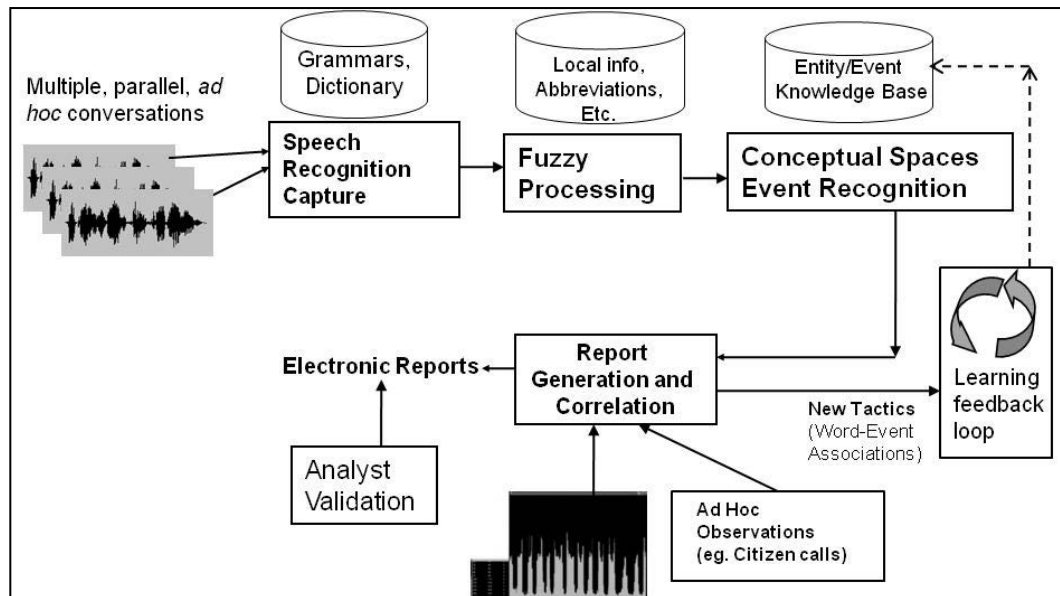 Multiple, parallel, ad
hoc conversations
Grammars,
Dictionary
Local info,
Abbreviations,
Etc.
Entity/Event
Knowledge Base
Speech
Recognition
Capture
Fuzzy
Processing
Conceptual Spaces
Event Recognition
Electronic Reports
Report
Generation and
Correlation
New Tactics
(Word-Event
Associations)
Learning
feedback
loop
Analyst
Validation
Ad Hoc
Observations
(eg. Citizen calls)